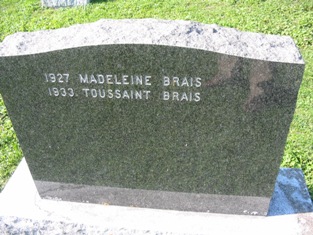 1927 MADELEINE BRAIS
1933. TOUSSAINT BRAIS